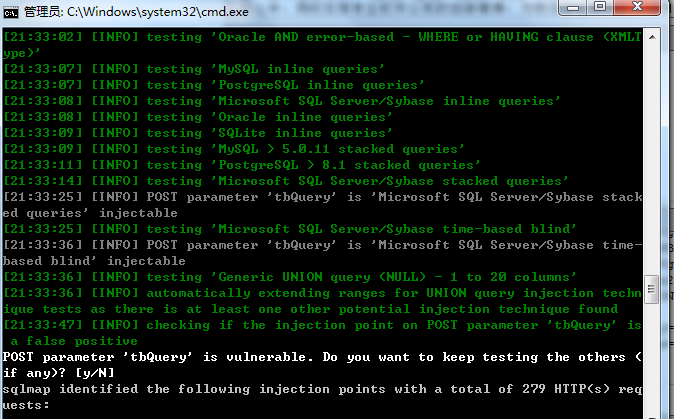 管理员: C:\Windows\system32\cmd.exe
[21:33:02] [INFO] testing 'Oracle AND error-based - WHERE or HAVING clause (XMLT
ype)'
[21:33:07] [INFO] testing 'MySQL inline queries'
[21:33:07] [INFO] testing 'PostgreSQL inline queries'
[21:33:08] [INFO] testing 'Microsoft SQL Server/Sybase inline queries'
[21:33:08] [INFO] testing 'Oracle inline queries'
[21:33:09] [INFO] testing 'SQLite inline queries'
[21:33:09] [INFO] testing 'MySQL > 5.0.11 stacked queries'
[21:33:11] [INFO] testing 'PostgreSQL > 8.1 stacked queries'
[21:33:14] [INFO] testing 'Microsoft SQL Server/Sybase stacked queries'
[21:33:25] [INFO] POST parameter 'tbQuery' is 'Microsoft SQL Server/Sybase stack
ed queries' injectable
[21:33:25] [INFO] testing 'Microsoft SQL Server/Sybase time-based blind'
[21:33:36] [INFO] POST parameter 'tbQuery' is 'Microsoft SQL Server/Sybase time-
based blind' injectable
[21:33:36] [INFO] testing 'Generic UNION query (NULL) - 1 to 20 columns'
[21:33:36] [INFO] automatically extending ranges for UNION query injection techn
ique tests as there is at least one other potential injection technique found
[21:33:47] [INFO] checking if the injection point on POST parameter 'tbQuery' is
 a false positive
POST parameter 'tbQuery' is vulnerable. Do you want to keep testing the others (
if any)? [y/N]
sqlmap identified the following injection points with a total of 279 HTTP(s) req
uests: